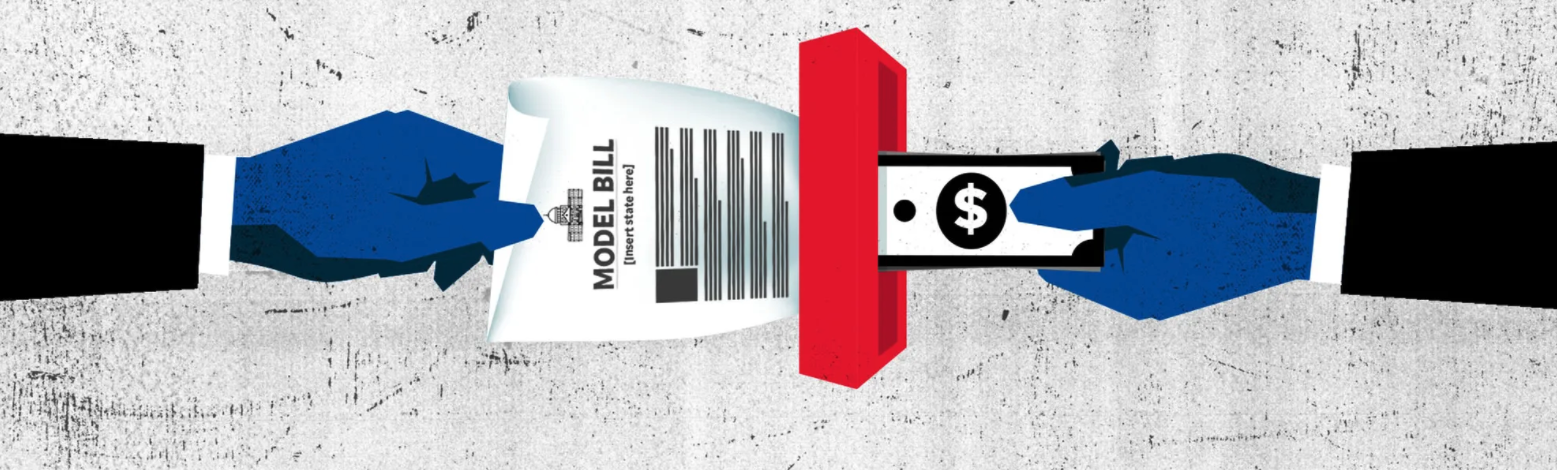 MODEL BILL
[Insert state here]
$